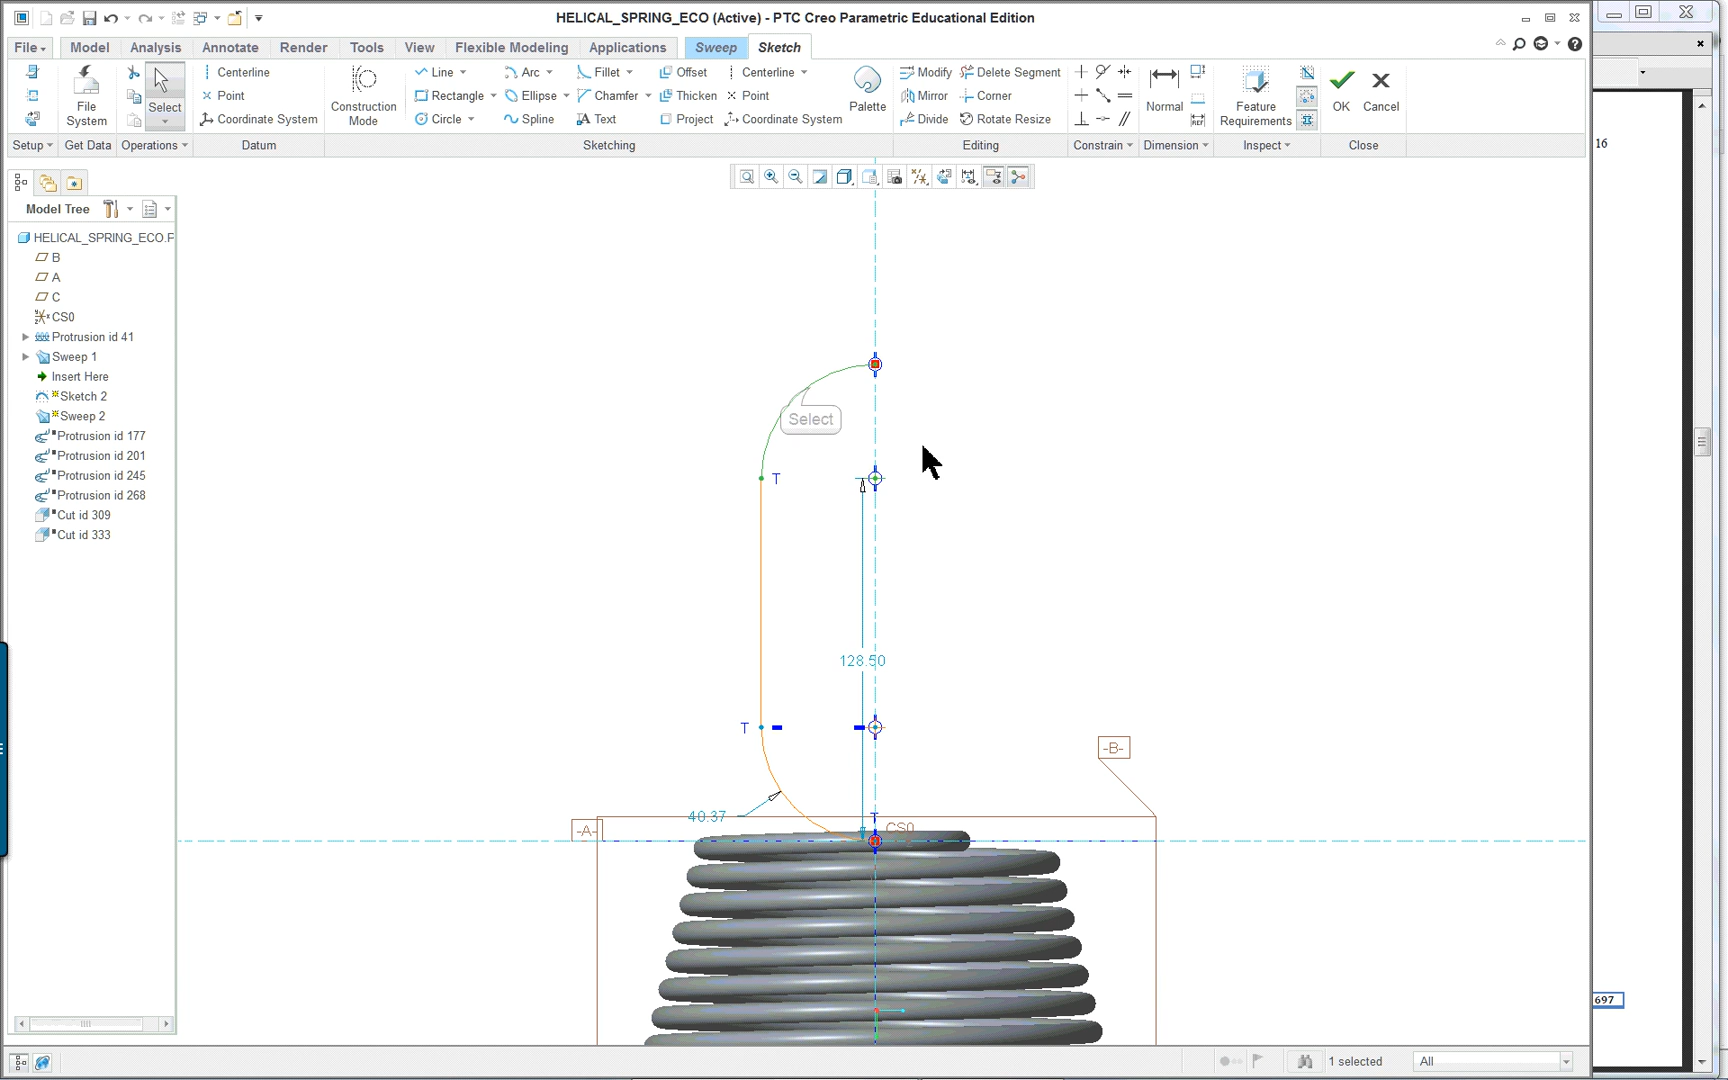 HELICAL_SPRING_ECO (Active) - PTC Creo Parametric Educational Edition
File Model Analysis Annotate Render Tools View Flexible Modeling Applications Sweep Sketch
File System
Select
Centerline
Point
Coordinate System
Construction Mode
Line Arc Fillet Offset Centerline
Rectangle Ellipse Chamfer Thicken Point
Circle Spline Text Project Coordinate System
Palette
Modify Delete Segment
Mirror Corner
Divide Rotate Resize
Normal
Feature Requirements
OK Cancel
Setup Get Data Operations Datum Sketching Editing Constrain Dimension Inspect Close
16
Model Tree
HELICAL_SPRING_ECO.P
B
A
C
CS0
Protrusion id 41
Sweep 1
Insert Here
Sketch 2
Sweep 2
Protrusion id 177
Protrusion id 201
Protrusion id 245
Protrusion id 268
Cut id 309
Cut id 333
Select
T
128.50
T
-B-
40.37
T
CS0
-A-
697
1 selected All